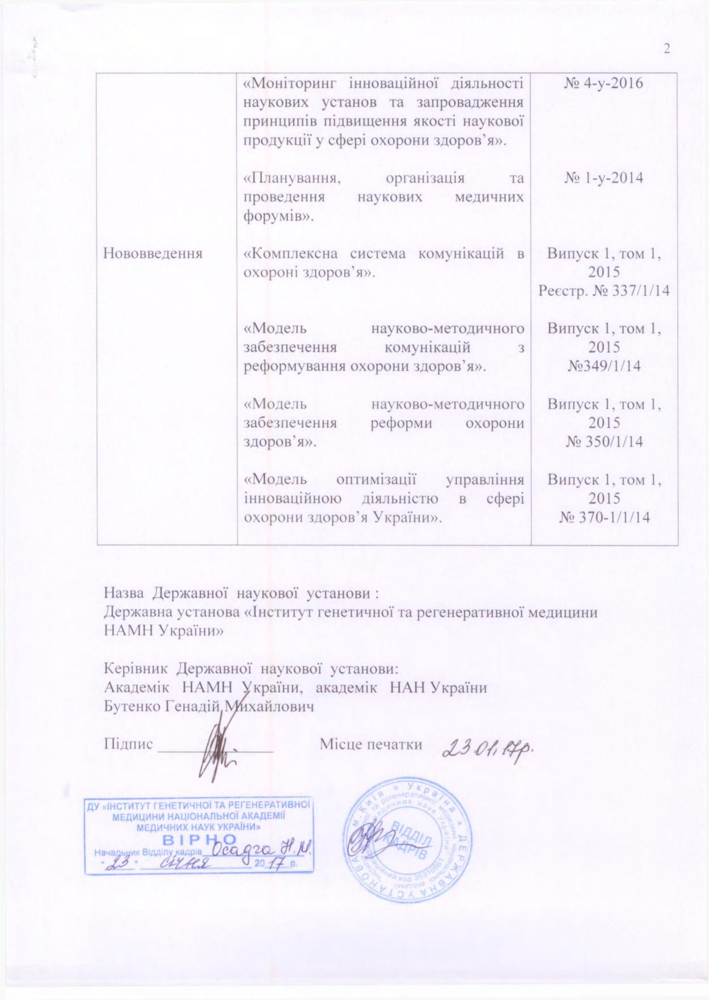 2
«Моніторинг інноваційної діяльності
№ 4-у-2016
наукових установ та запровадження
принципів підвищення якості наукової
продукції у сфері охорони здоров’я».
«Планування, організація та
№ 1-у-2014
проведення наукових медичних
форумів».
Нововведення
«Комплексна система комунікацій в
охороні здоров’я».
Випуск 1, том 1,
2015
Реєстр. № 337/1/14
«Модель науково-методичного
забезпечення комунікацій з
реформування охорони здоров’я».
Випуск 1, том 1,
2015
№349/1/14
«Модель науково-методичного
забезпечення реформи охорони
здоров’я».
Випуск 1, том 1,
2015
№ 350/1/14
«Модель оптимізації управління
інноваційною діяльністю в сфері
охорони здоров’я України».
Випуск 1, том 1,
2015
№ 370-1/1/14
Назва Державної наукової установи :
Державна установа «Інститут генетичної та регенеративної медицини
НАМН України»
Керівник Державної наукової установи:
Академік НАМН України, академік НАН України
Бутенко Генадій Михайлович
Підпис
Місце печатки
23.01.17р.
ДУ «ІНСТИТУТ ГЕНЕТИЧНОЇ ТА РЕГЕНЕРАТИВНОЇ
МЕДИЦИНИ НАЦІОНАЛЬНОЇ АКАДЕМІЇ
МЕДИЧНИХ НАУК УКРАЇНИ»
ВІРНО
Начальник Відділу кадрів Осадча Н.М.
"23" січня 2017 р.
м. Київ * Україна * ДЕРЖАВНА УСТАНОВА
та регенеративної медицини
медичних наук України
код 35310861
ВІДДІЛ
КАДРІВ